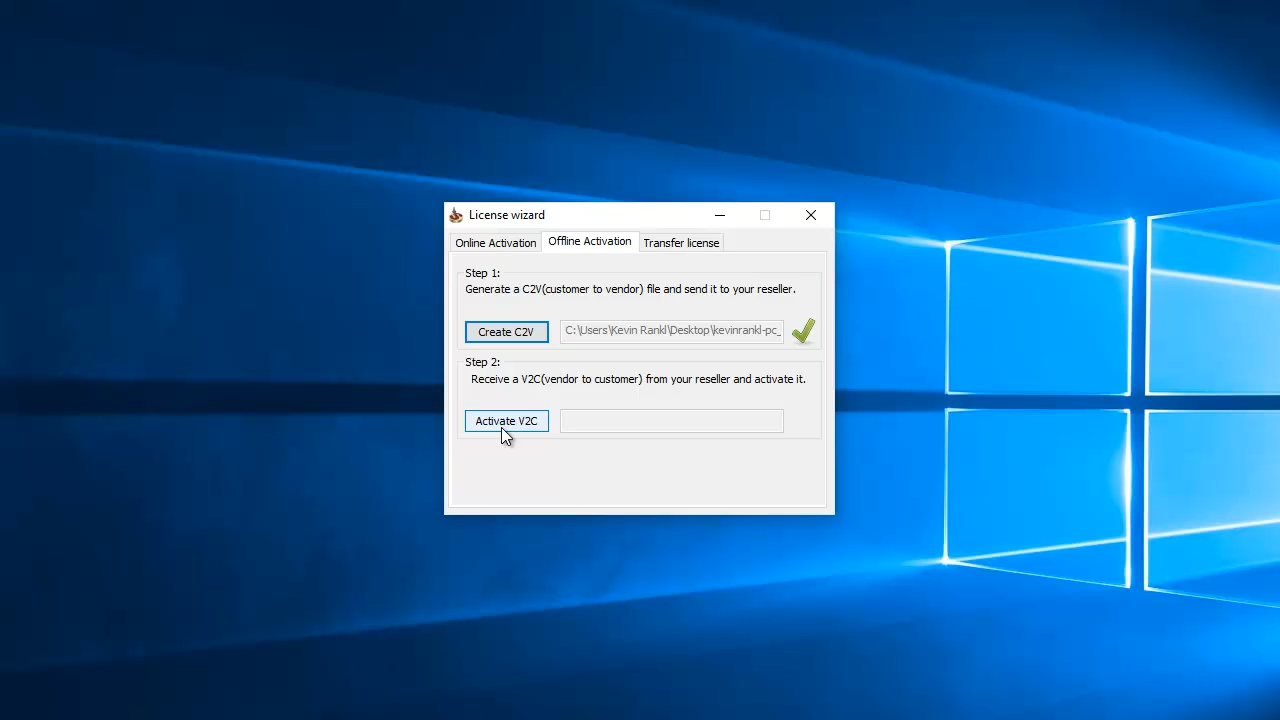 License wizard
Online Activation Offline Activation Transfer license
Step 1:
Generate a C2V(customer to vendor) file and send it to your reseller.
Create C2V C:\Users\Kevin Rankl\Desktop\kevinrankl-pc_
Step 2:
Receive a V2C(vendor to customer) from your reseller and activate it.
Activate V2C